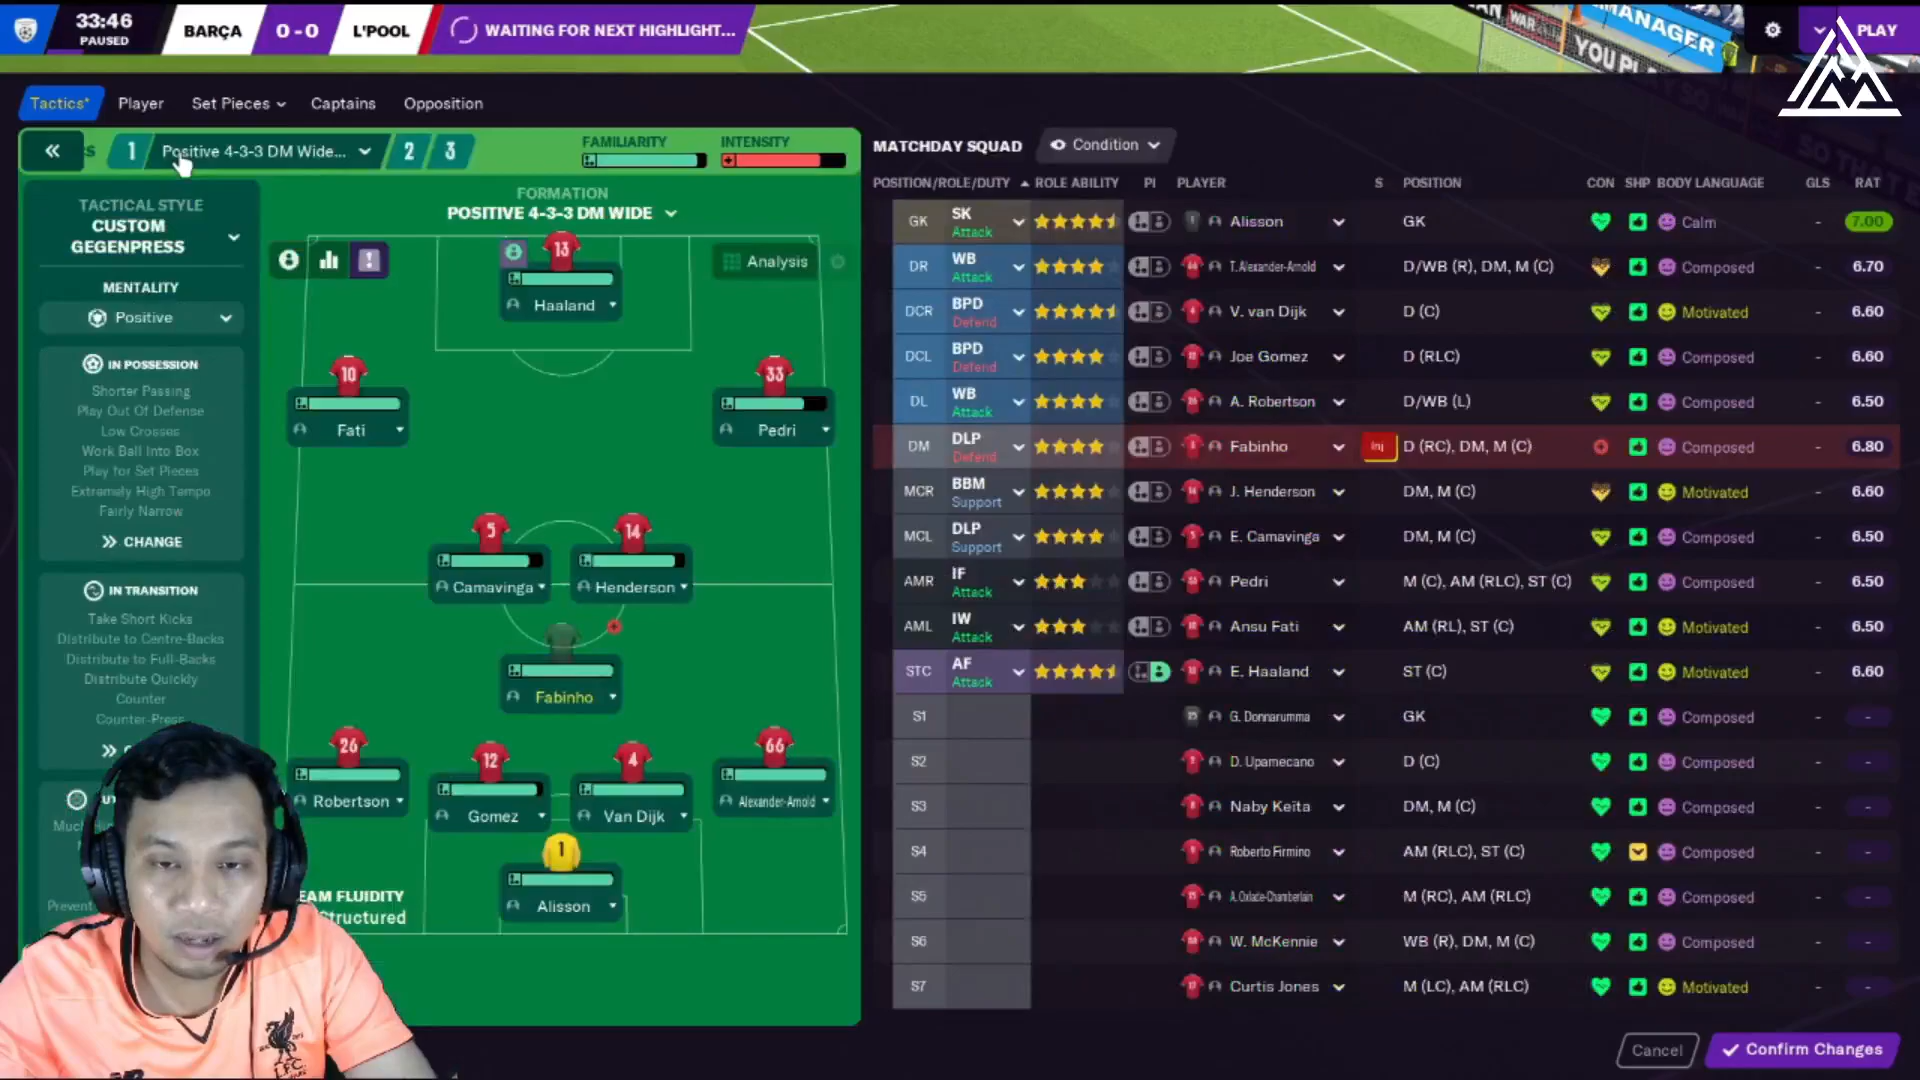 33:46
PAUSED
BARÇA
0 - 0
L'POOL
WAITING FOR NEXT HIGHLIGHT...
WAR
MANAGER
YOU
PLAY
Tactics*
Player
Set Pieces
Captains
Opposition
1
Positive 4-3-3 DM Wide...
2
3
FAMILIARITY
INTENSITY
TACTICAL STYLE
CUSTOM
GEGENPRESS
MENTALITY
Positive
IN POSSESSION
Shorter Passing
Play Out Of Defense
Low Crosses
Work Ball Into Box
Play for Set Pieces
Extremely High Tempo
Fairly Narrow
CHANGE
IN TRANSITION
Take Short Kicks
Distribute to Centre-Backs
Distribute to Full-Backs
Distribute Quickly
Counter
Counter-Press
Prevent
FORMATION
POSITIVE 4-3-3 DM WIDE
Analysis
13
Haaland
10
Fati
33
Pedri
5
Camavinga
14
Henderson
Fabinho
26
Robertson
12
Gomez
4
Van Dijk
66
Alexander-Arnold
1
Alisson
EAM FLUIDITY
Structured
MATCHDAY SQUAD
Condition
POSITION/ROLE/DUTY ROLE ABILITY PI PLAYER S POSITION CON SHP BODY LANGUAGE GLS RAT
GK SK Attack Alisson GK Calm - 7.00
DR WB Attack T. Alexander-Arnold D/WB (R), DM, M (C) Composed - 6.70
DCR BPD Defend V. van Dijk D (C) Motivated - 6.60
DCL BPD Defend Joe Gomez D (RLC) Composed - 6.60
DL WB Attack A. Robertson D/WB (L) Composed - 6.50
DM DLP Defend Fabinho Inj D (RC), DM, M (C) Composed - 6.80
MCR BBM Support J. Henderson DM, M (C) Motivated - 6.60
MCL DLP Support E. Camavinga DM, M (C) Composed - 6.50
AMR IF Attack Pedri M (C), AM (RLC), ST (C) Composed - 6.50
AML IW Attack Ansu Fati AM (RL), ST (C) Motivated - 6.50
STC AF Attack E. Haaland ST (C) Motivated - 6.60
S1 G. Donnarumma GK Composed - -
S2 D. Upamecano D (C) Composed - -
S3 Naby Keïta DM, M (C) Composed - -
S4 Roberto Firmino AM (RLC), ST (C) Composed - -
S5 A. Oxlade-Chamberlain M (RC), AM (RLC) Composed - -
S6 W. McKennie WB (R), DM, M (C) Composed - -
S7 Curtis Jones M (LC), AM (RLC) Motivated - -
Cancel
Confirm Changes